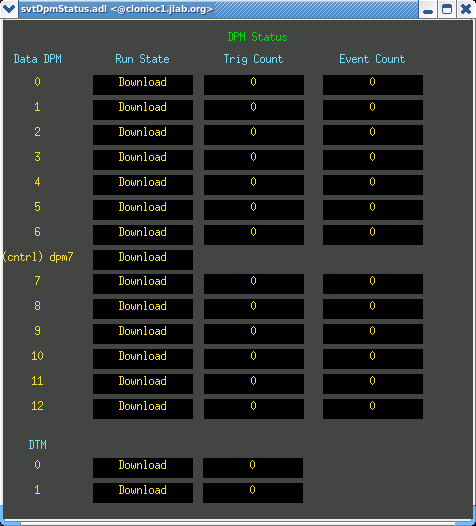 svtDpmStatus.adl <@clonioc1.jlab.org>
DPM Status
Data DPM Run State Trig Count Event Count
0 Download 0 0
1 Download 0 0
2 Download 0 0
3 Download 0 0
4 Download 0 0
5 Download 0 0
6 Download 0 0
(cntrl) dpm7 Download
7 Download 0 0
8 Download 0 0
9 Download 0 0
10 Download 0 0
11 Download 0 0
12 Download 0 0
DTM
0 Download 0
1 Download 0